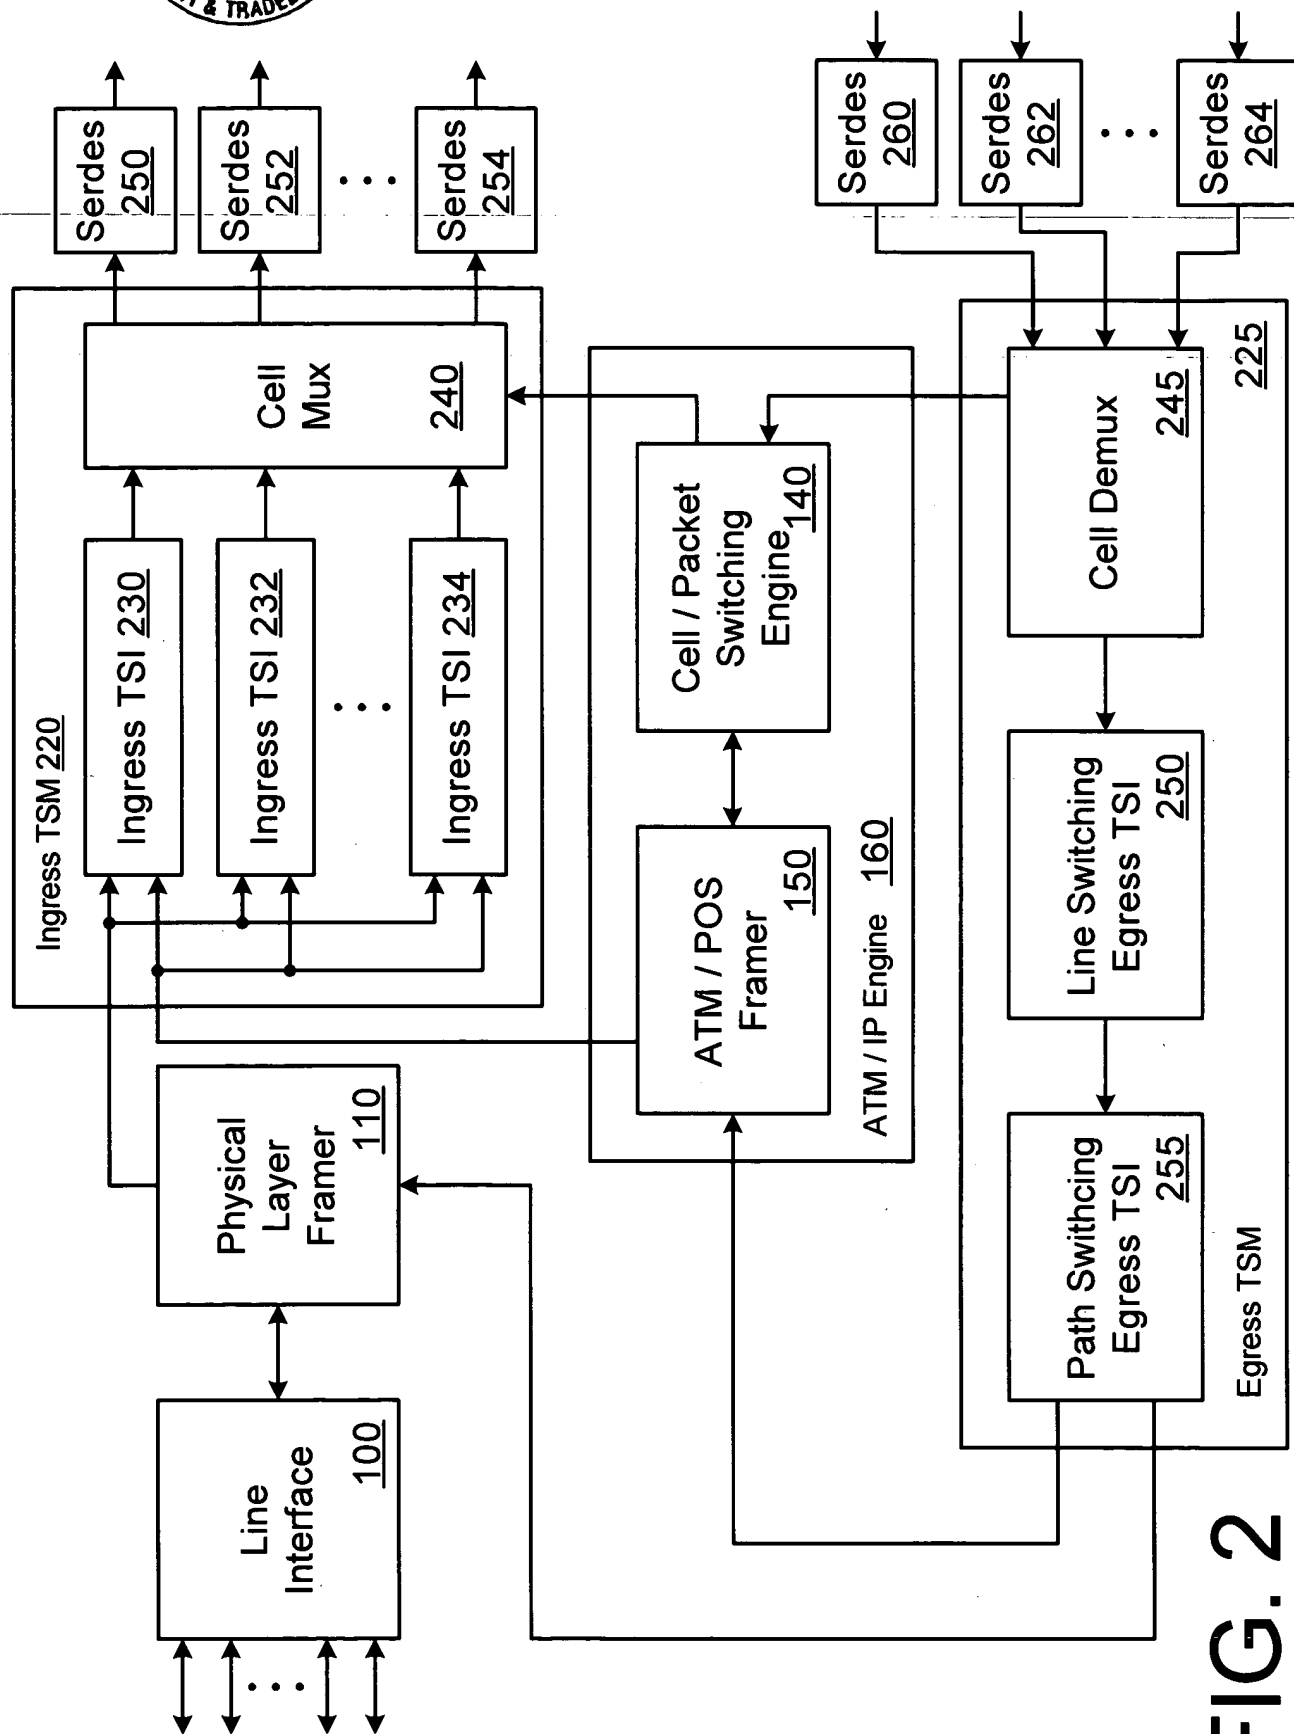 & TRADE
Serdes
250
Serdes
252
Serdes
254
Ingress TSM 220
Ingress TSI 230
Ingress TSI 232
Ingress TSI 234
Cell
Mux
240
Line
Interface
100
Physical
Layer
Framer
110
ATM / POS
Framer
150
Cell / Packet
Switching
Engine
140
ATM / IP Engine 160
Serdes
260
Serdes
262
Serdes
264
Path Swithcing
Egress TSI
255
Line Switching
Egress TSI
250
Cell Demux
245
Egress TSM
225
FIG. 2